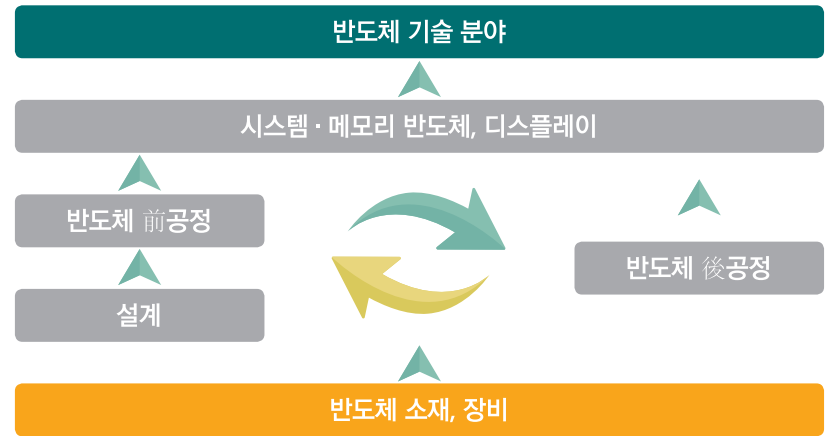 반도체 기술 분야
시스템·메모리 반도체, 디스플레이
반도체 前공정
반도체 後공정
설계
반도체 소재, 장비